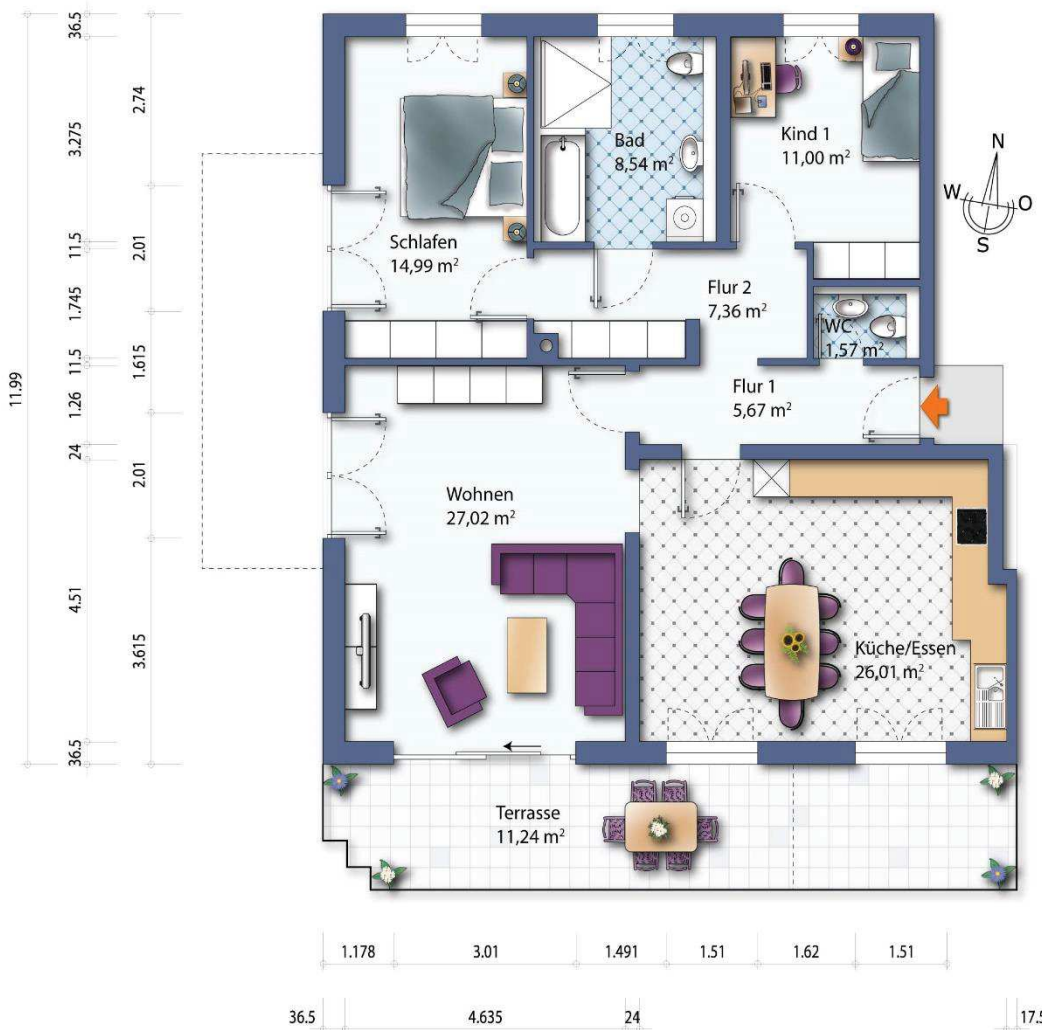 36.5
3.275
11.5
1.745
11.5
1.26
24
4.51
36.5
11.99
2.74
2.01
1.615
2.01
3.615
Bad
8,54 m²
Kind 1
11,00 m²
N
W
O
S
Schlafen
14,99 m²
Flur 2
7,36 m²
WC
1,57 m²
Flur 1
5,67 m²
Wohnen
27,02 m²
Küche/Essen
26,01 m²
Terrasse
11,24 m²
1.178 3.01 1.491 1.51 1.62 1.51
36.5 4.635 24 17.5